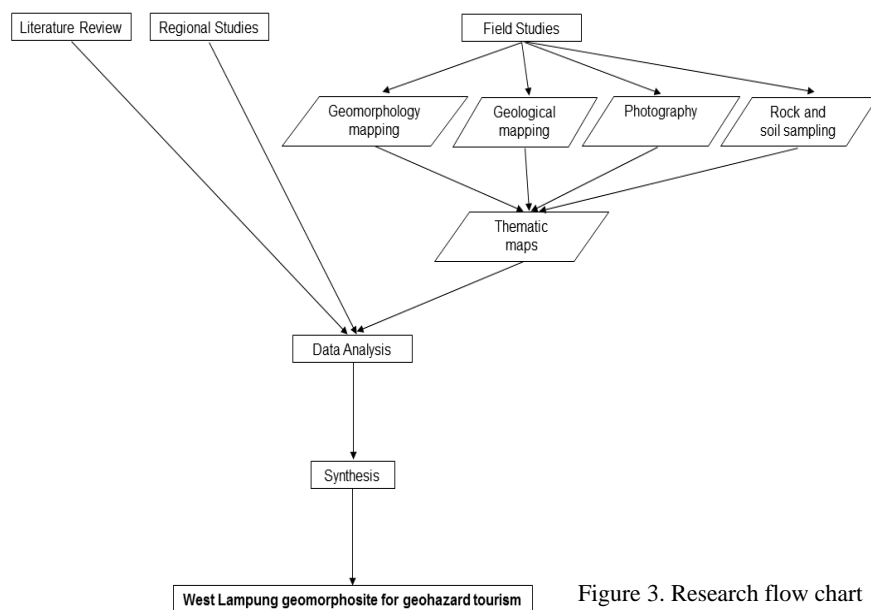 Literature Review
Regional Studies
Field Studies
Geomorphology
mapping
Geological
mapping
Photography
Rock and
soil sampling
Thematic
maps
Data Analysis
Synthesis
West Lampung geomorphosite for geohazard tourism
Figure 3. Research flow chart